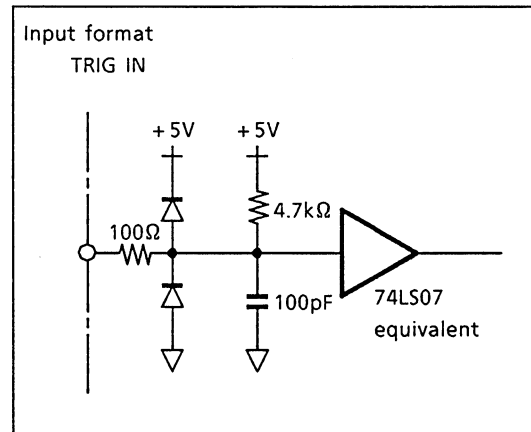 Input format
TRIG IN
+5V
+5V
100Ω
4.7kΩ
100pF
74LS07
equivalent